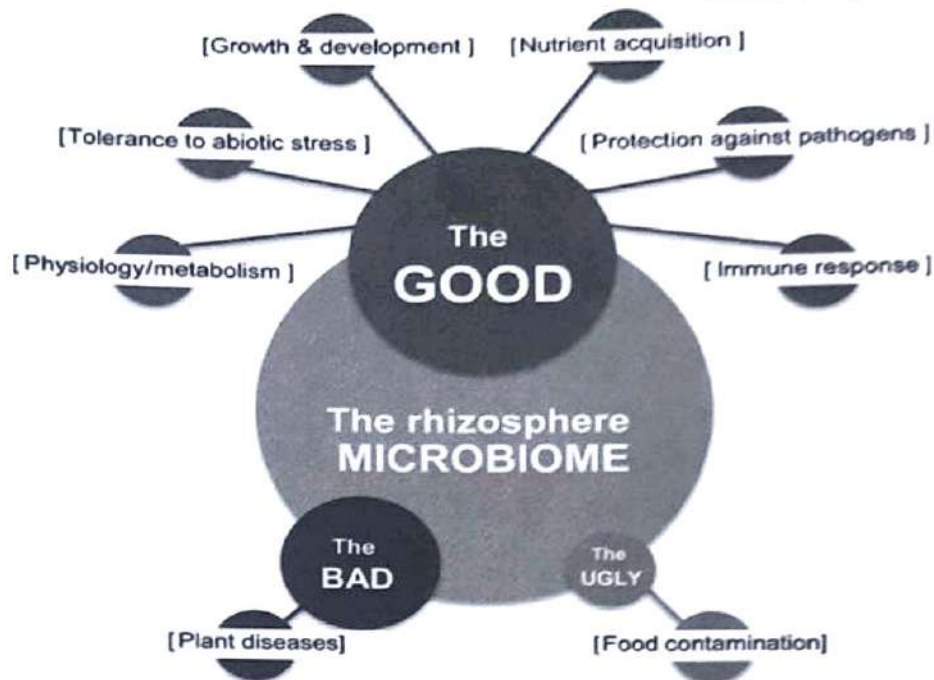 [Growth & development ]
[Nutrient acquisition ]
[Tolerance to abiotic stress ]
[Protection against pathogens ]
[ Physiology/metabolism ]
[ Immune response ]
The
GOOD
The rhizosphere
MICROBIOME
The
BAD
The
UGLY
[Plant diseases]
[Food contamination]